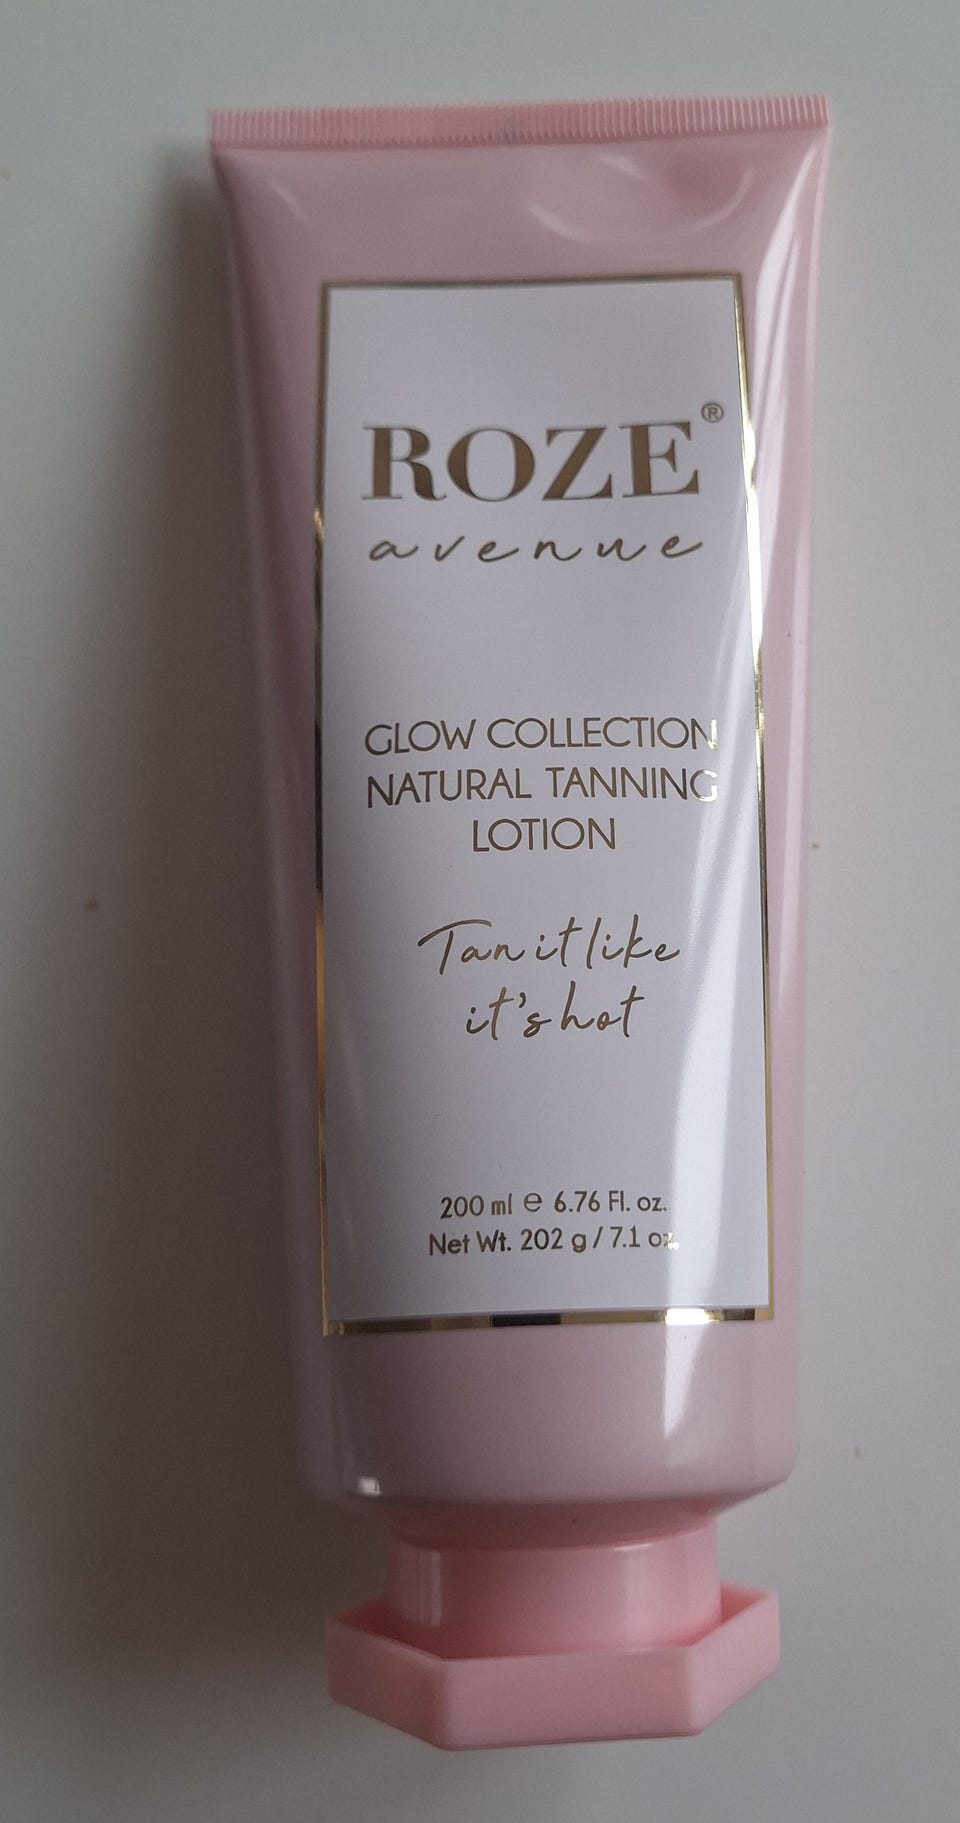 ROZE®
avenue
GLOW COLLECTION
NATURAL TANNING
LOTION
Tan it like
it's hot
200 ml ℮ 6.76 Fl. oz.
Net Wt. 202 g / 7.1 oz.